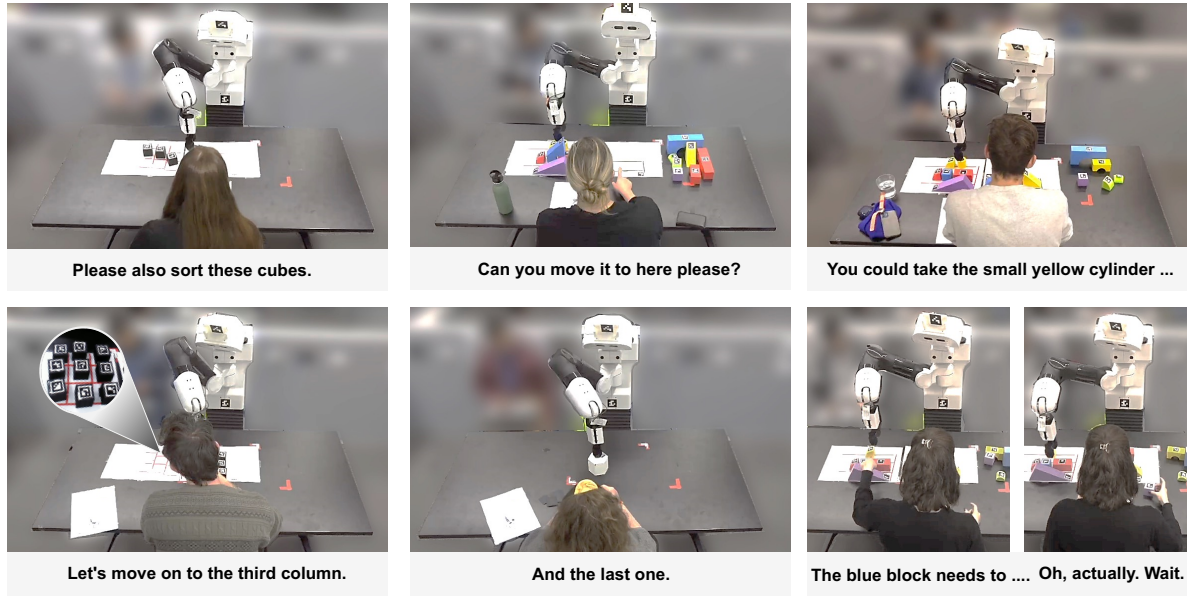 Please also sort these cubes.
Can you move it to here please?
You could take the small yellow cylinder ...
Let's move on to the third column.
And the last one.
The blue block needs to ....
Oh, actually. Wait.